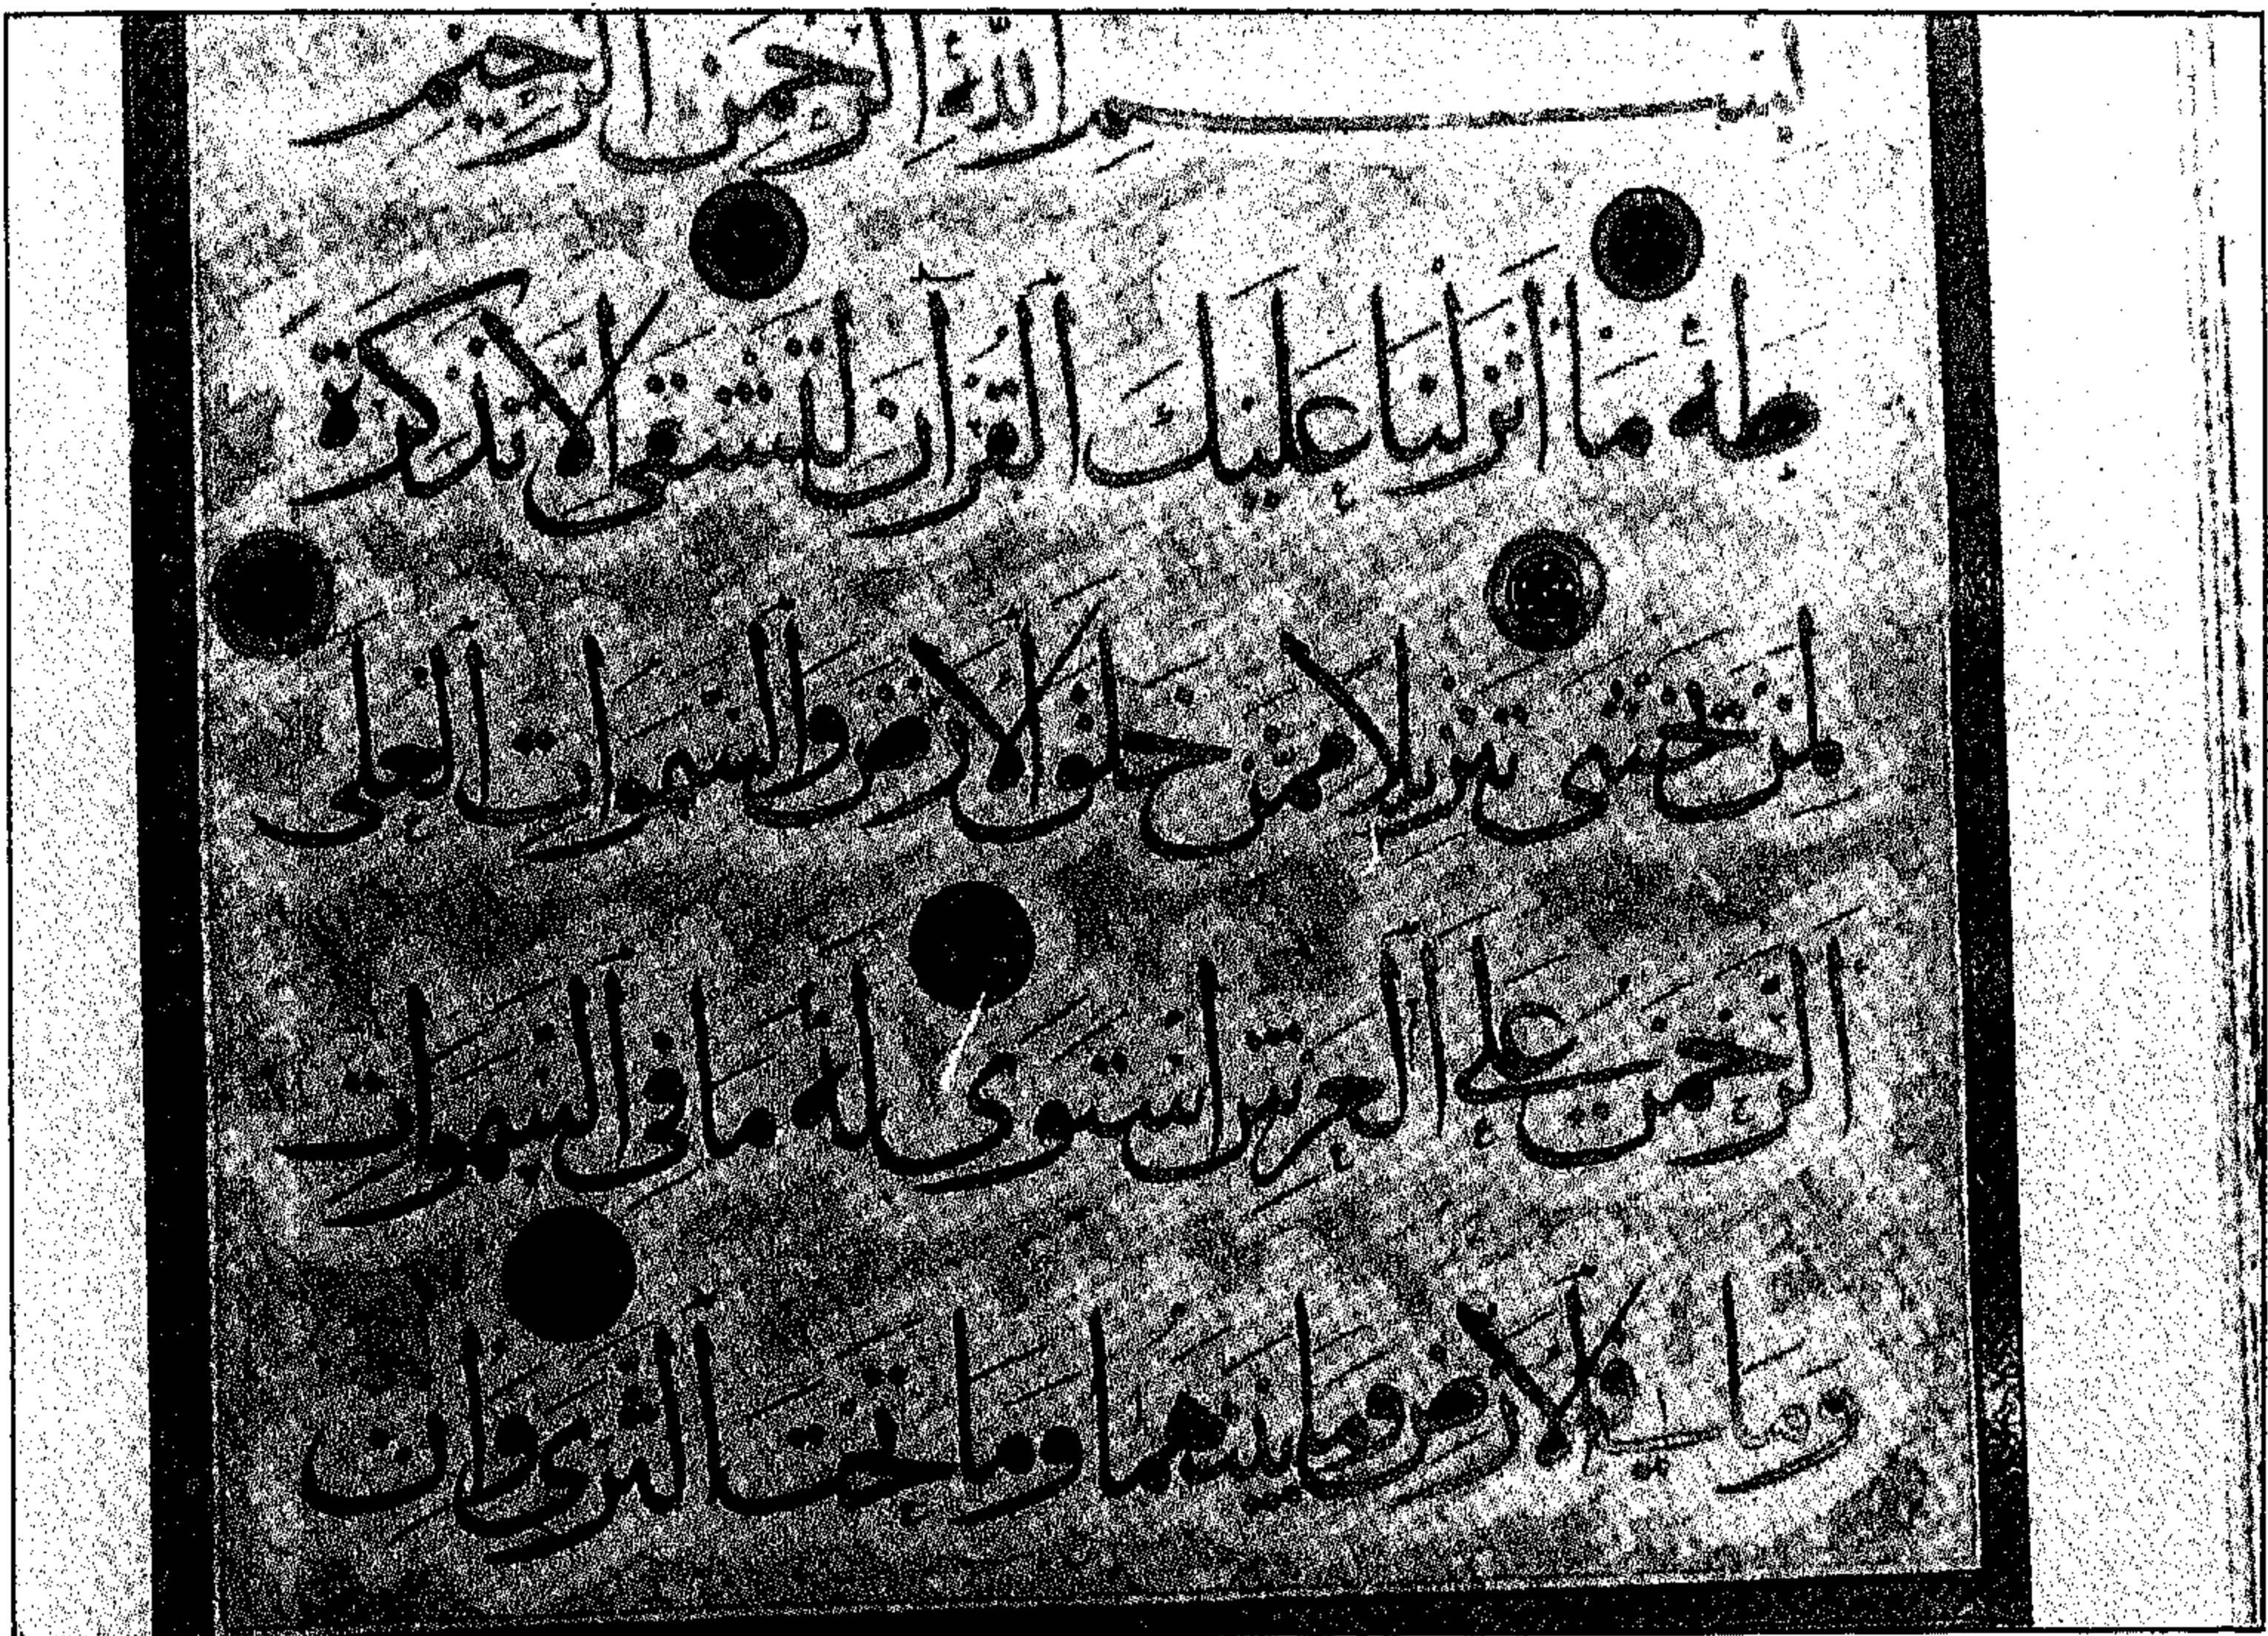 بسم الله الرحمن الرحيم
طه ما أنزلنا عليك القرآن لتشقى إلا تذكرة
لمن يخشى تنزيلا ممن خلق الأرض والسموات العلى
الرحمن على العرش استوى له ما في السموات
وما في الأرض وما بينهما وما تحت الثرى وإن